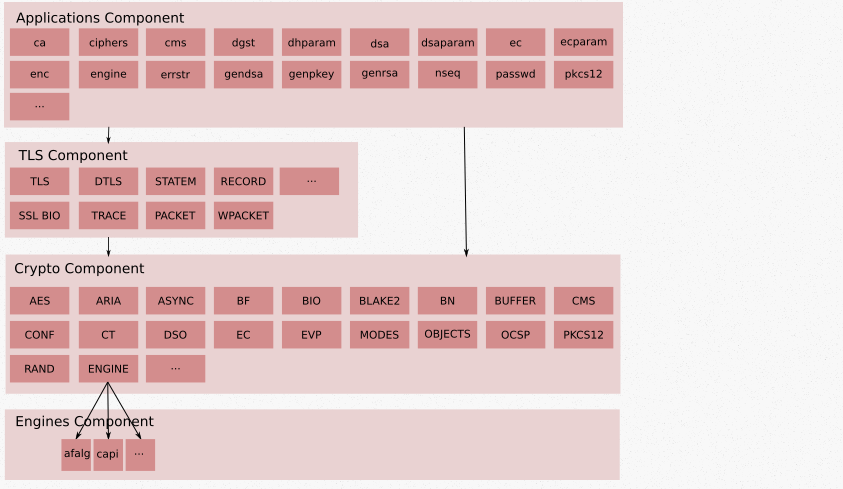 Applications Component
ca ciphers cms dgst dhparam dsa dsaparam ec ecparam
enc engine errstr gendsa genpkey genrsa nseq passwd pkcs12
...
TLS Component
TLS DTLS STATEM RECORD ...
SSL BIO TRACE PACKET WPACKET
Crypto Component
AES ARIA ASYNC BF BIO BLAKE2 BN BUFFER CMS
CONF CT DSO EC EVP MODES OBJECTS OCSP PKCS12
RAND ENGINE ...
Engines Component
afalg capi ...